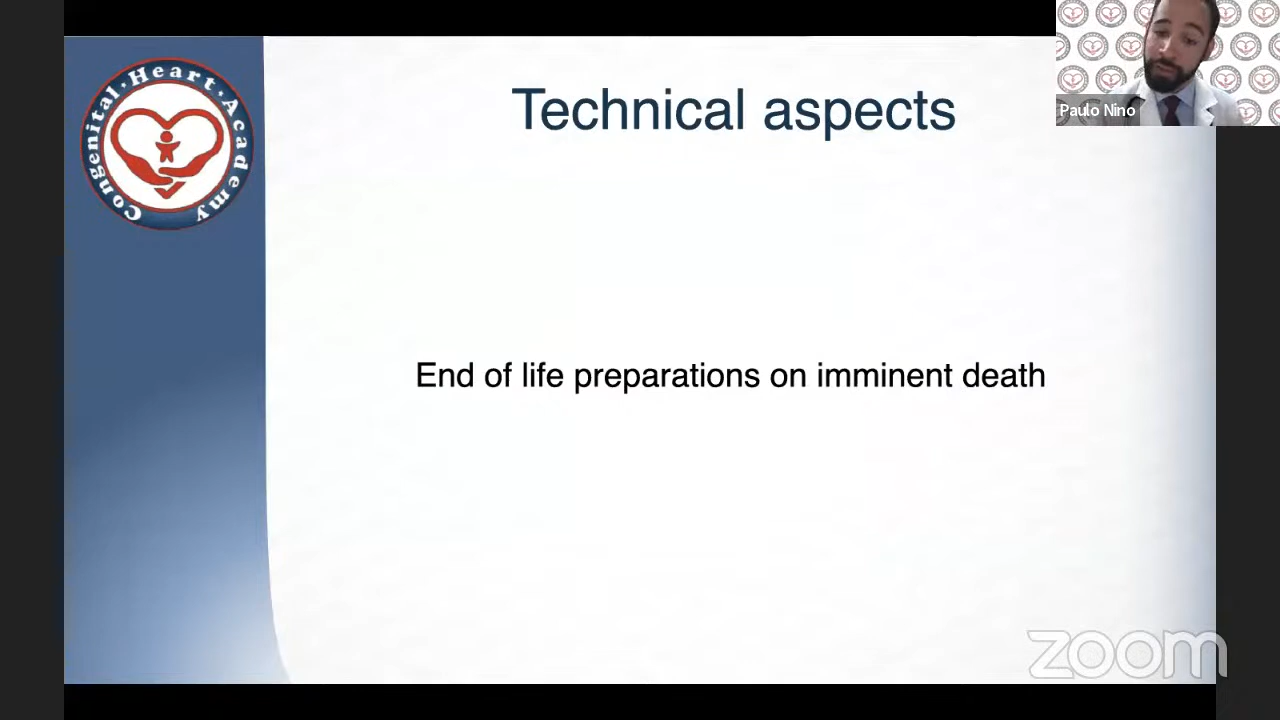 Congenital · Heart · Academy
Technical aspects
Paulo Nino
End of life preparations on imminent death
zoom